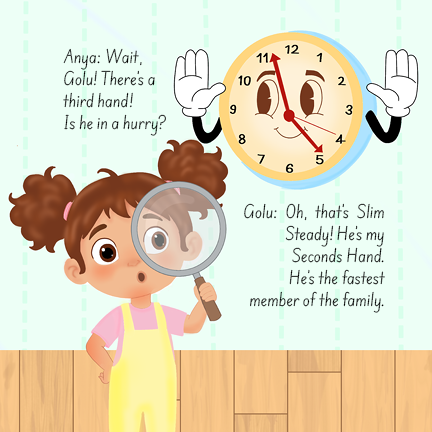 Anya: Wait,
Golu! There's a
third hand!
Is he in a hurry?
12
11
1
10
2
9
3
8
4
7
5
6
Golu: Oh, that's Slim
Steady! He's my
Seconds Hand.
He's the fastest
member of the family.